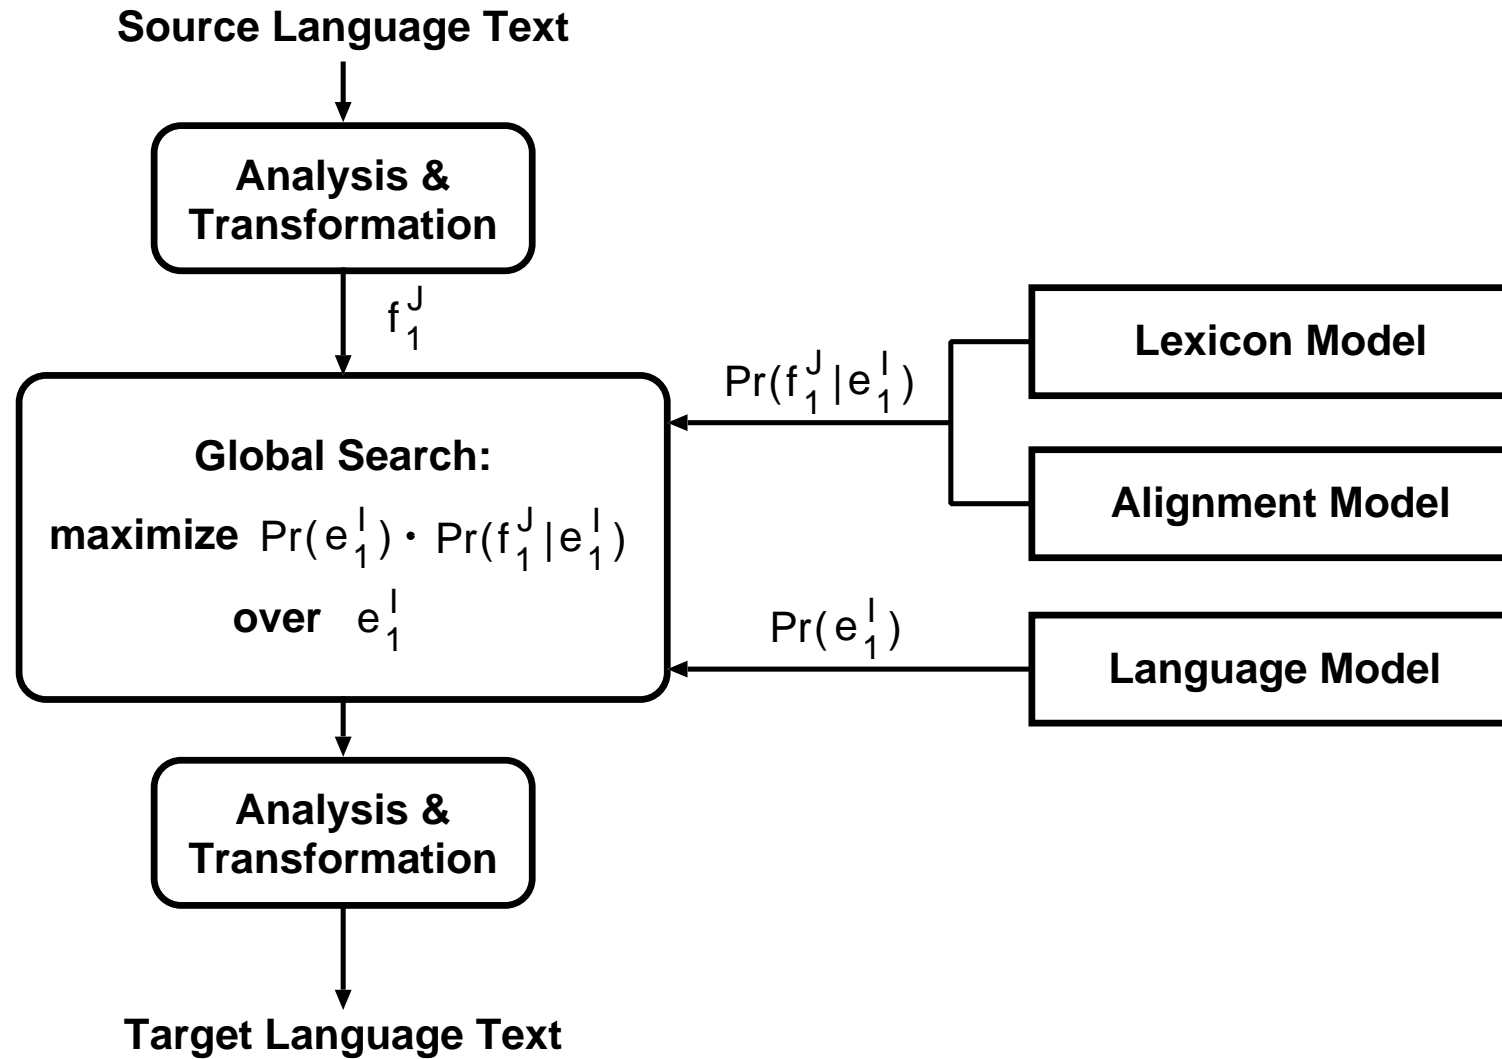 Source Language Text
Analysis &
Transformation
f_1^J
Global Search:
maximize Pr(e_1^I) · Pr(f_1^J|e_1^I)
over e_1^I
Pr(f_1^J|e_1^I)
Lexicon Model
Alignment Model
Pr(e_1^I)
Language Model
Analysis &
Transformation
Target Language Text